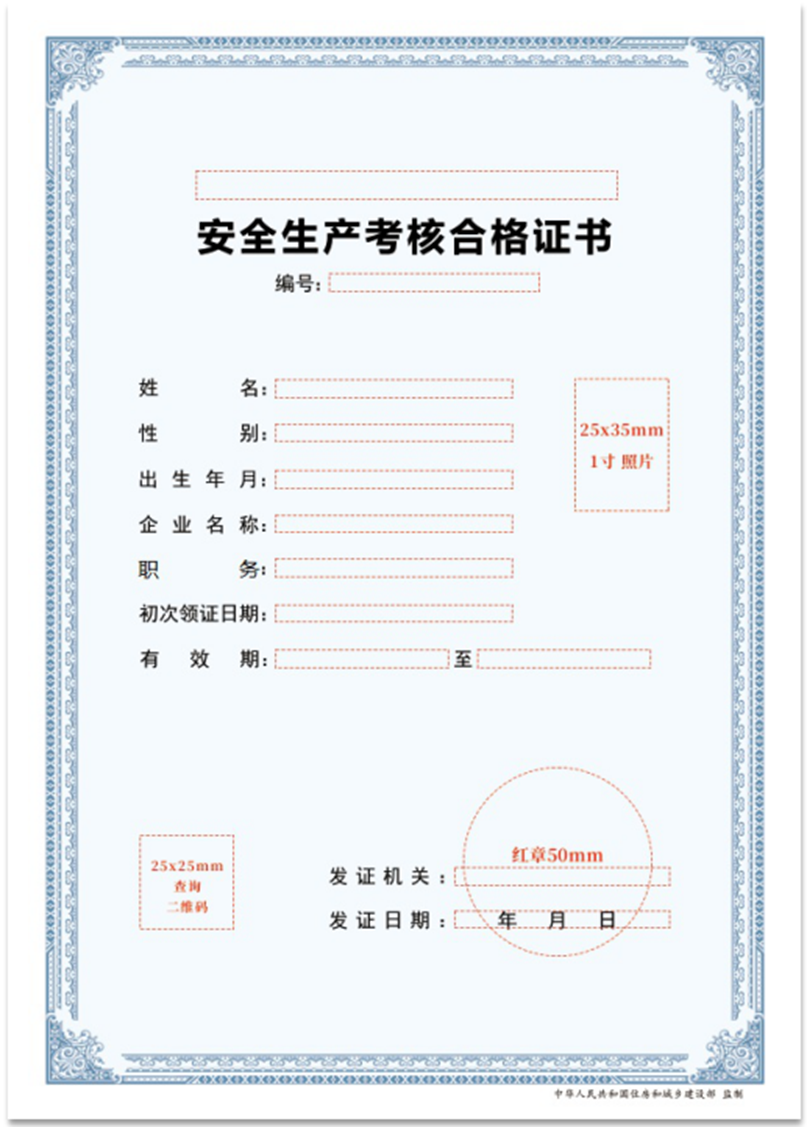 安全生产考核合格证书
编号:
姓 名:
25x35mm
1寸 照片
性 别:
出 生 年 月:
企 业 名 称:
职 务:
初次领证日期:
有 效 期: 至
红章50mm
25x25mm
查询
二维码
发 证 机 关 :
发 证 日 期 : 年 月 日
中华人民共和国住房和城乡建设部 监制